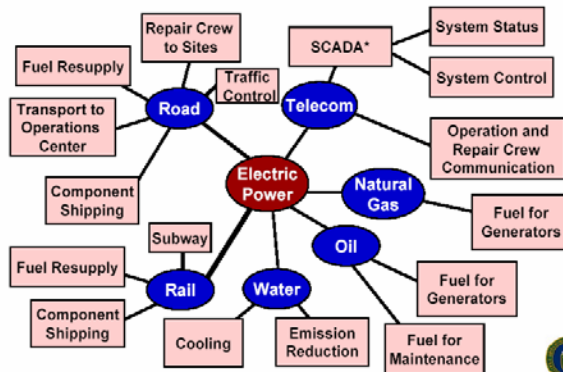 Repair Crew
to Sites
Fuel Resupply
Traffic
Control
Road
Transport to
Operations
Center
Component
Shipping
SCADA*
System Status
System Control
Telecom
Operation and
Repair Crew
Communication
Electric
Power
Natural
Gas
Fuel for
Generators
Subway
Fuel Resupply
Rail
Component
Shipping
Water
Cooling
Emission
Reduction
Oil
Fuel for
Generators
Fuel for
Maintenance